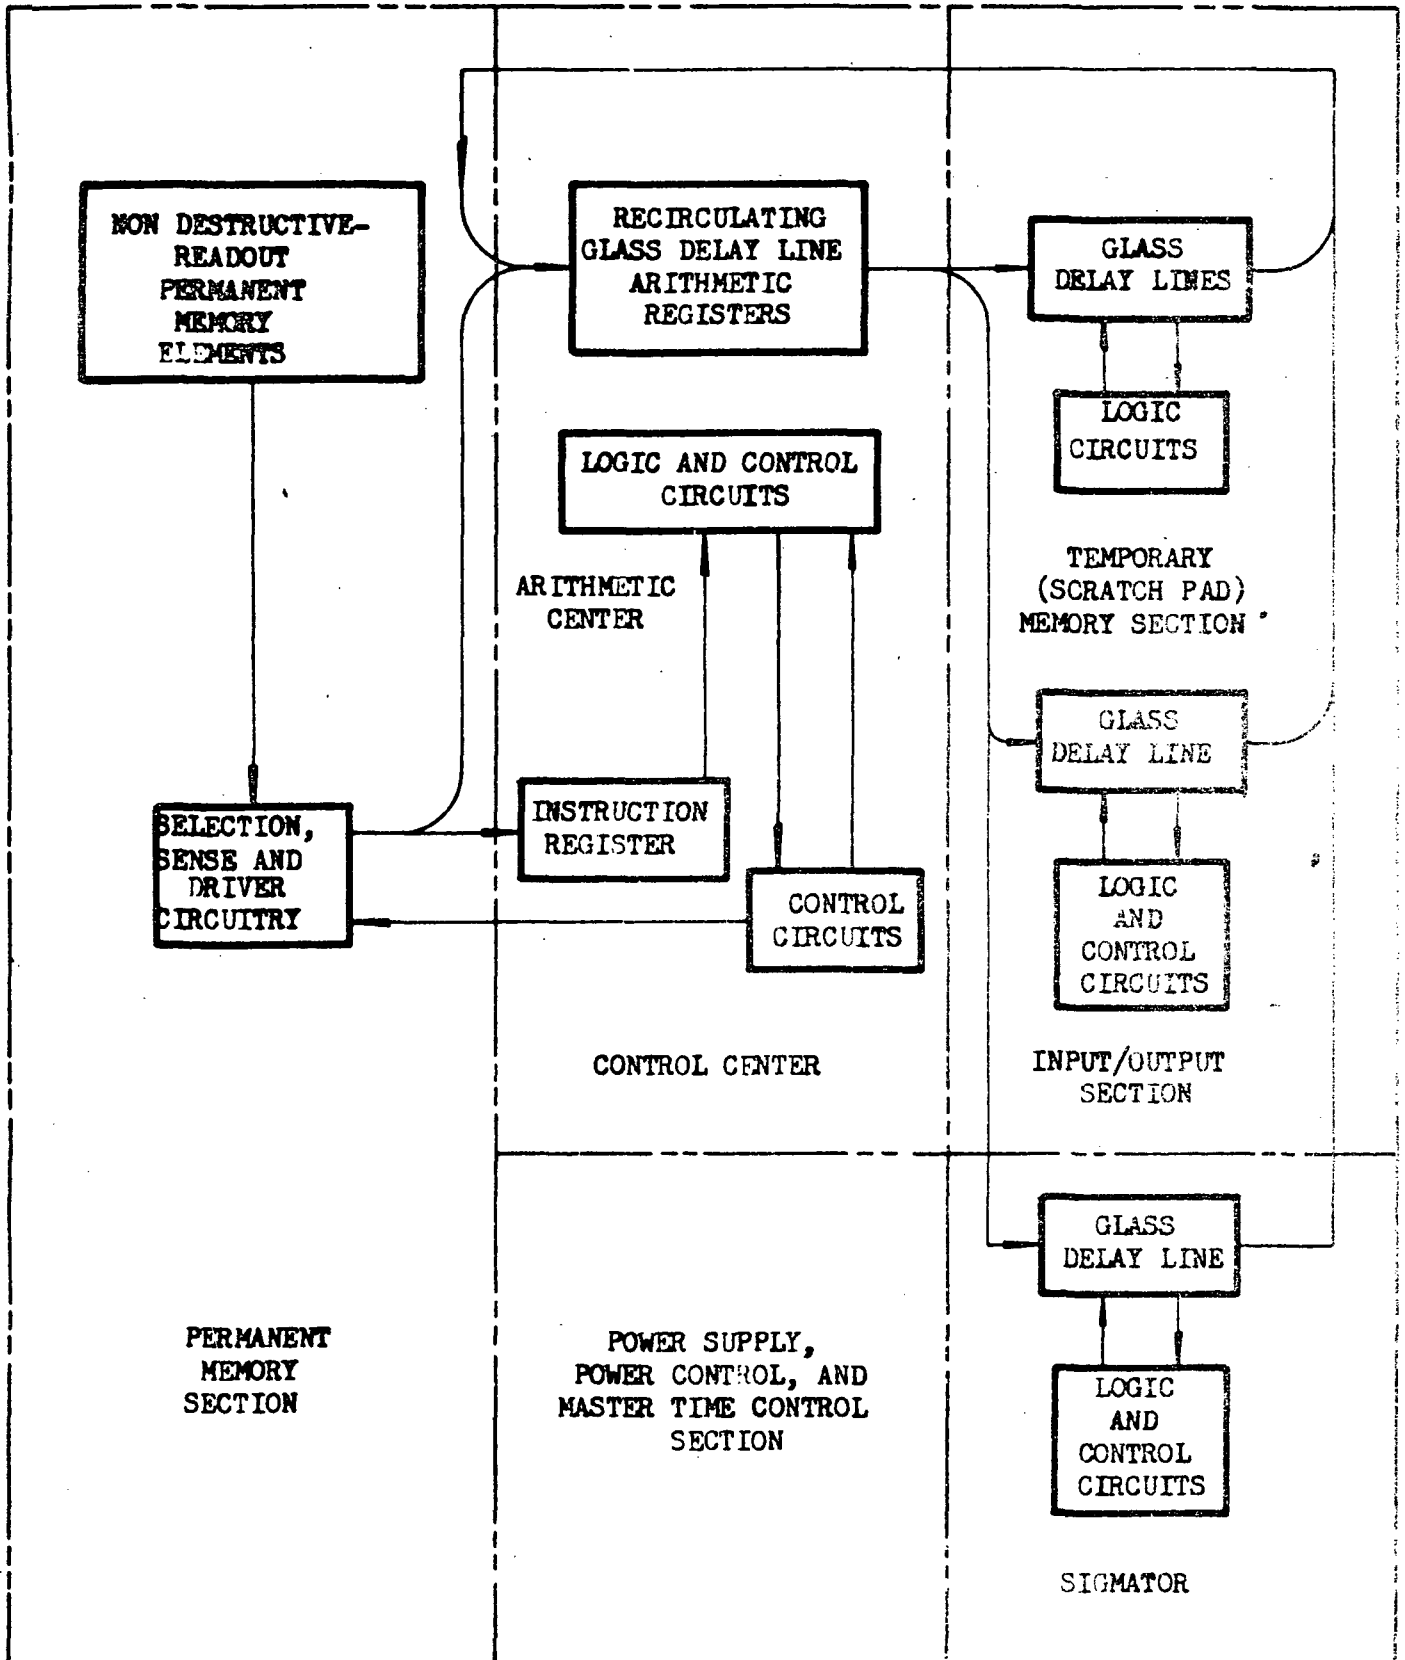 NON DESTRUCTIVE-
READOUT
PERMANENT
MEMORY
ELEMENTS
SELECTION,
SENSE AND
DRIVER
CIRCUITRY
PERMANENT
MEMORY
SECTION
RECIRCULATING
GLASS DELAY LINE
ARITHMETIC
REGISTERS
LOGIC AND CONTROL
CIRCUITS
ARITHMETIC
CENTER
INSTRUCTION
REGISTER
CONTROL
CIRCUITS
CONTROL CENTER
POWER SUPPLY,
POWER CONTROL, AND
MASTER TIME CONTROL
SECTION
GLASS
DELAY LINES
LOGIC
CIRCUITS
TEMPORARY
(SCRATCH PAD)
MEMORY SECTION
GLASS
DELAY LINE
LOGIC
AND
CONTROL
CIRCUITS
INPUT/OUTPUT
SECTION
GLASS
DELAY LINE
LOGIC
AND
CONTROL
CIRCUITS
SIGMATOR